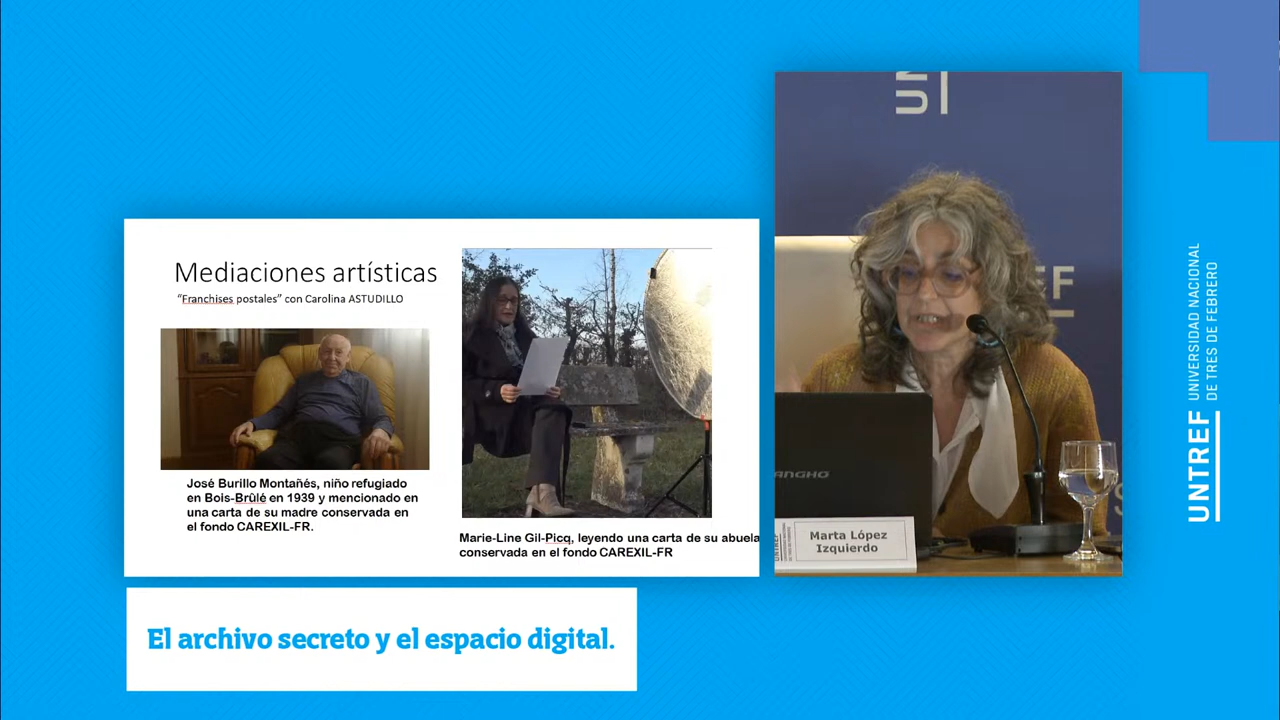 Mediaciones artísticas
“Franchises postales” con Carolina ASTUDILLO
José Burillo Montañés, niño refugiado
en Bois-Brûlé en 1939 y mencionado en
una carta de su madre conservada en
el fondo CAREXIL-FR.
Marie-Line Gil-Picq, leyendo una carta de su abuela
conservada en el fondo CAREXIL-FR
Marta López
Izquierdo
UNTREF
UNIVERSIDAD NACIONAL
DE TRES DE FEBRERO
El archivo secreto y el espacio digital.